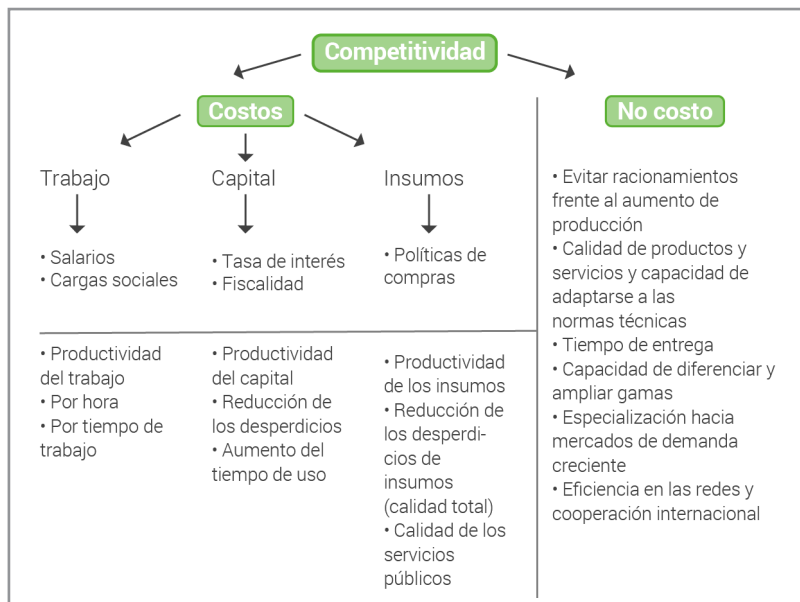 Competitividad
Costos
No costo
Trabajo
Capital
Insumos
• Salarios
• Cargas sociales
• Tasa de interés
• Fiscalidad
• Políticas de
compras
• Productividad
del trabajo
• Por hora
• Por tiempo de
trabajo
• Productividad
del capital
• Reducción de
los desperdicios
• Aumento del
tiempo de uso
• Productividad
de los insumos
• Reducción de
los desperdi-
cios de
insumos
(calidad total)
• Calidad de los
servicios
públicos
• Evitar racionamientos
frente al aumento de
producción
• Calidad de productos y
servicios y capacidad de
adaptarse a las
normas técnicas
• Tiempo de entrega
• Capacidad de diferenciar y
ampliar gamas
• Especialización hacia
mercados de demanda
creciente
• Eficiencia en las redes y
cooperación internacional